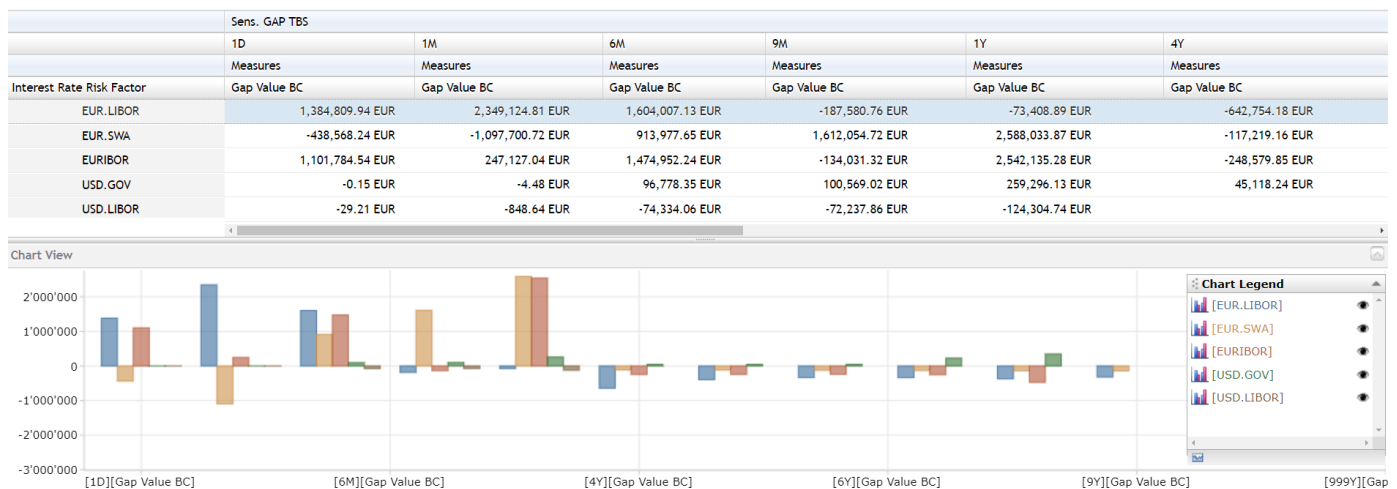 Sens. GAP TBS
1D 1M 6M 9M 1Y 4Y
Measures Measures Measures Measures Measures Measures
Interest Rate Risk Factor Gap Value BC Gap Value BC Gap Value BC Gap Value BC Gap Value BC Gap Value BC
EUR.LIBOR 1,384,809.94 EUR 2,349,124.81 EUR 1,604,007.13 EUR -187,580.76 EUR -73,408.89 EUR -642,754.18 EUR
EUR.SWA -438,568.24 EUR -1,097,700.72 EUR 913,977.65 EUR 1,612,054.72 EUR 2,588,033.87 EUR -117,219.16 EUR
EURIBOR 1,101,784.54 EUR 247,127.04 EUR 1,474,952.24 EUR -134,031.32 EUR 2,542,135.28 EUR -248,579.85 EUR
USD.GOV -0.15 EUR -4.48 EUR 96,778.35 EUR 100,569.02 EUR 259,296.13 EUR 45,118.24 EUR
USD.LIBOR -29.21 EUR -848.64 EUR -74,334.06 EUR -72,237.86 EUR -124,304.74 EUR
Chart View
2'000'000
1'000'000
0
-1'000'000
-2'000'000
-3'000'000
[1D][Gap Value BC] [6M][Gap Value BC] [4Y][Gap Value BC] [6Y][Gap Value BC] [9Y][Gap Value BC] [999Y][Gap
Chart Legend
[EUR.LIBOR]
[EUR.SWA]
[EURIBOR]
[USD.GOV]
[USD.LIBOR]